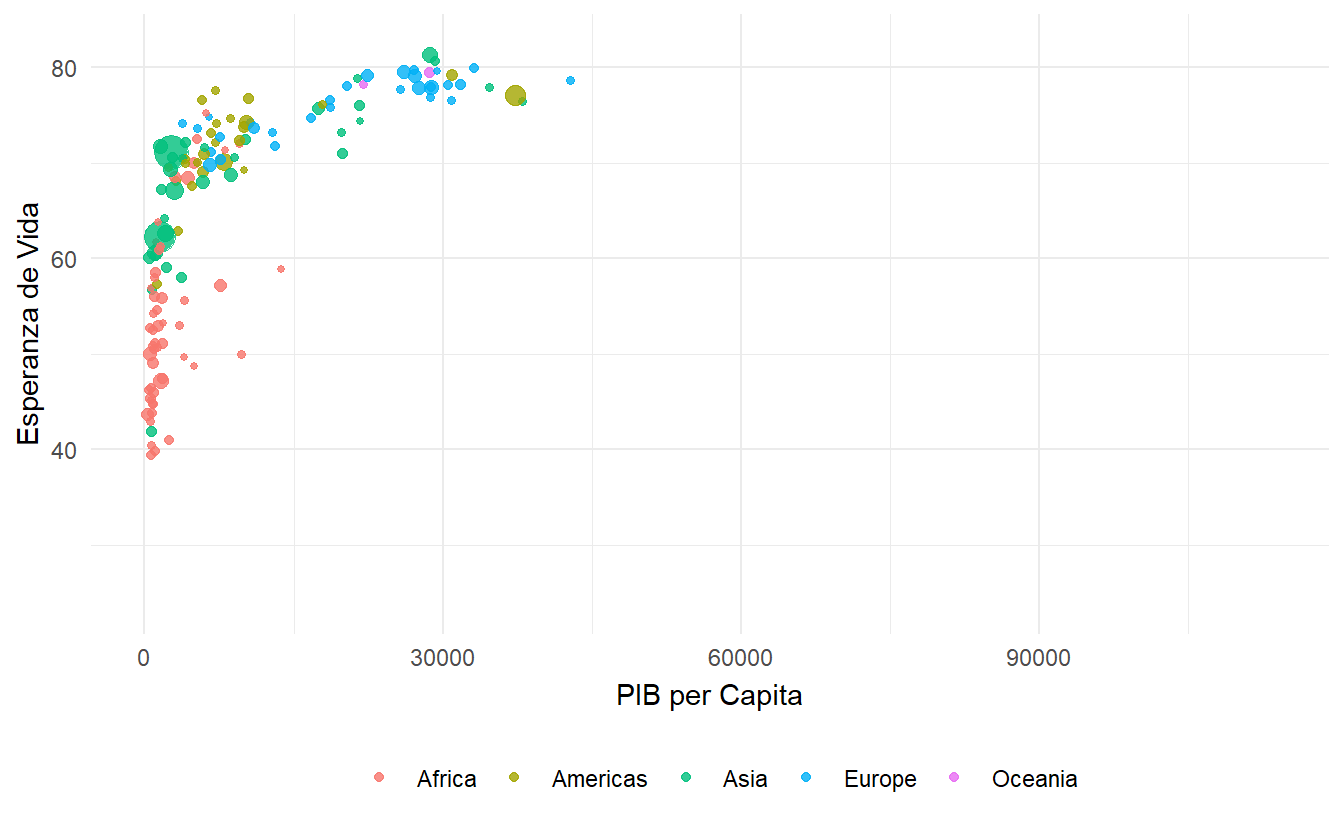 Esperanza de Vida
80
60
40
0 30000 60000 90000
PIB per Capita
Africa Americas Asia Europe Oceania